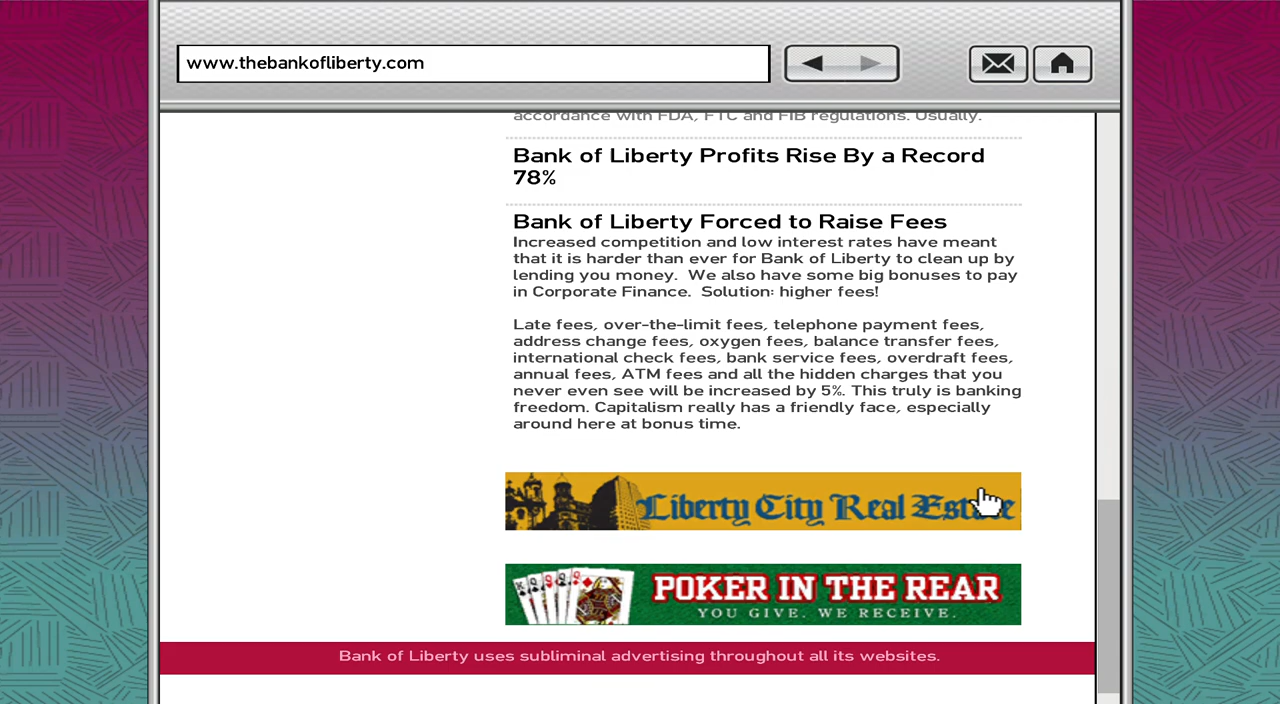 www.thebankofliberty.com
accordance with FDA, FTC and FIB regulations. Usually.
Bank of Liberty Profits Rise By a Record
78%
Bank of Liberty Forced to Raise Fees
Increased competition and low interest rates have meant
that it is harder than ever for Bank of Liberty to clean up by
lending you money.  We also have some big bonuses to pay
in Corporate Finance.  Solution: higher fees!
Late fees, over-the-limit fees, telephone payment fees,
address change fees, oxygen fees, balance transfer fees,
international check fees, bank service fees, overdraft fees,
annual fees, ATM fees and all the hidden charges that you
never even see will be increased by 5%. This truly is banking
freedom. Capitalism really has a friendly face, especially
around here at bonus time.
Liberty City Real Estate
POKER IN THE REAR
YOU GIVE. WE RECEIVE.
Bank of Liberty uses subliminal advertising throughout all its websites.